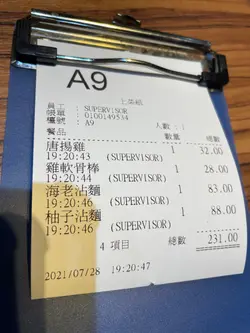 A9
上菜紙
員工: SUPERVISOR
帳單: 0100149534
檯號: A9 人數: 1
餐品 數量 總數
唐揚雞 1 32.00
19:20:43 (SUPERVISOR)
雞軟骨棒 1 28.00
19:20:44 (SUPERVISOR)
海老沾麵 1 83.00
19:20:46 (SUPERVISOR)
柚子沾麵 1 88.00
19:20:46 (SUPERVISOR)
4 項目 總數 231.00
2021/07/28 19:20:47